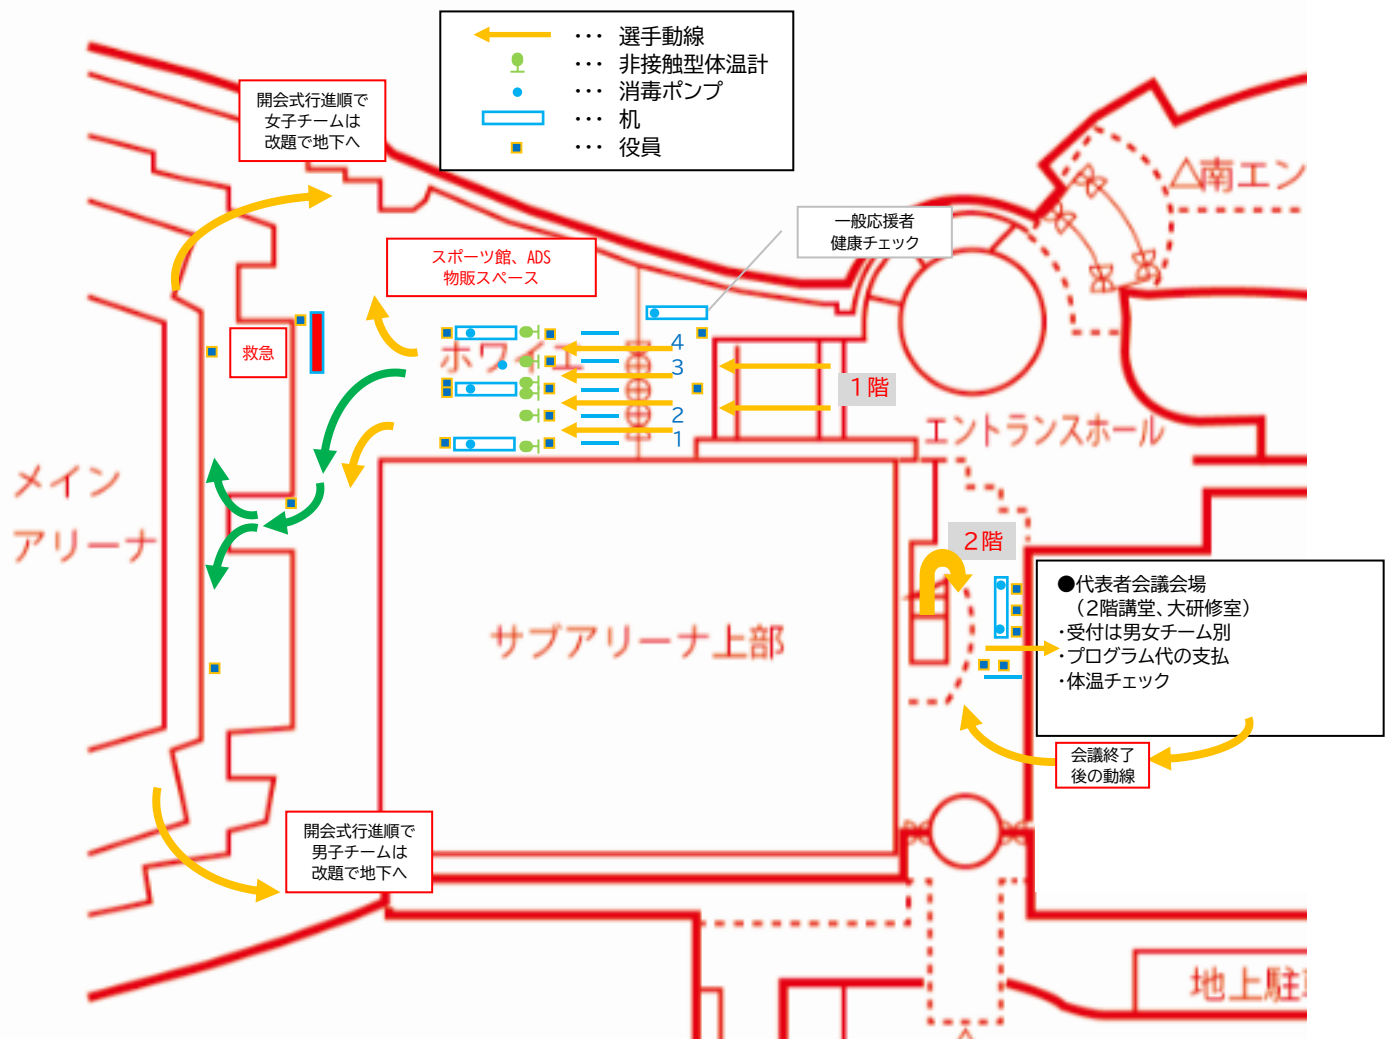 ･･･ 選手動線
･･･ 非接触型体温計
･･･ 消毒ポンプ
･･･ 机
･･･ 役員
開会式行進順で
女子チームは
改題で地下へ
△南エン
一般応援者
健康チェック
スポーツ館、ADS
物販スペース
救急
ホワイエ
4
3
2
1
1階
エントランスホール
メイン
アリーナ
2階
サブアリーナ上部
●代表者会議会場
（2階講堂、大研修室）
・受付は男女チーム別
・プログラム代の支払
・体温チェック
会議終了
後の動線
開会式行進順で
男子チームは
改題で地下へ
地上駐